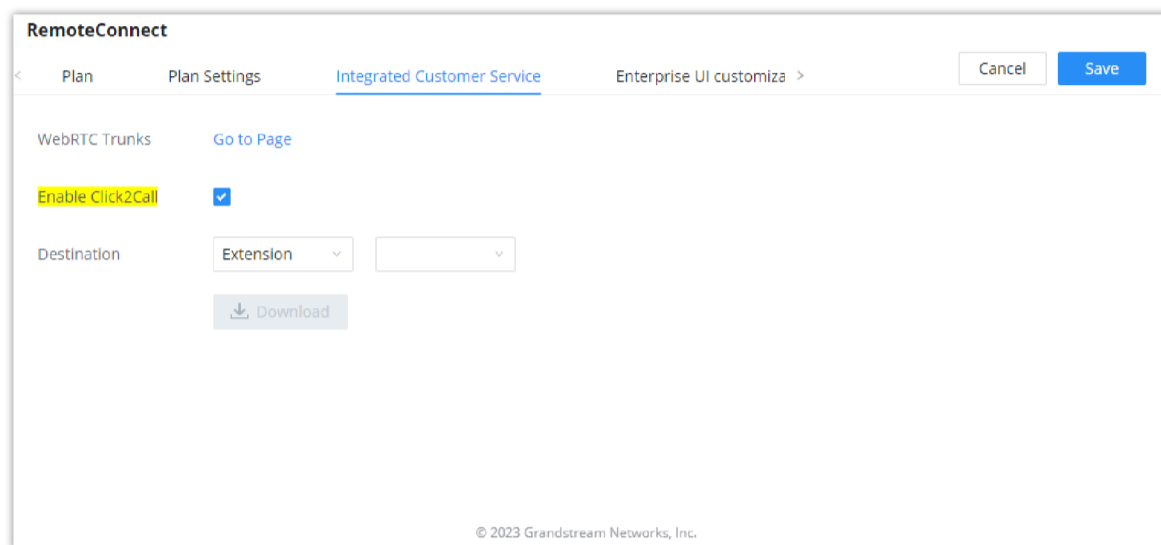 RemoteConnect
< Plan Plan Settings Integrated Customer Service Enterprise UI customiza > Cancel Save
WebRTC Trunks Go to Page
Enable Click2Call
Destination Extension
Download
© 2023 Grandstream Networks, Inc.